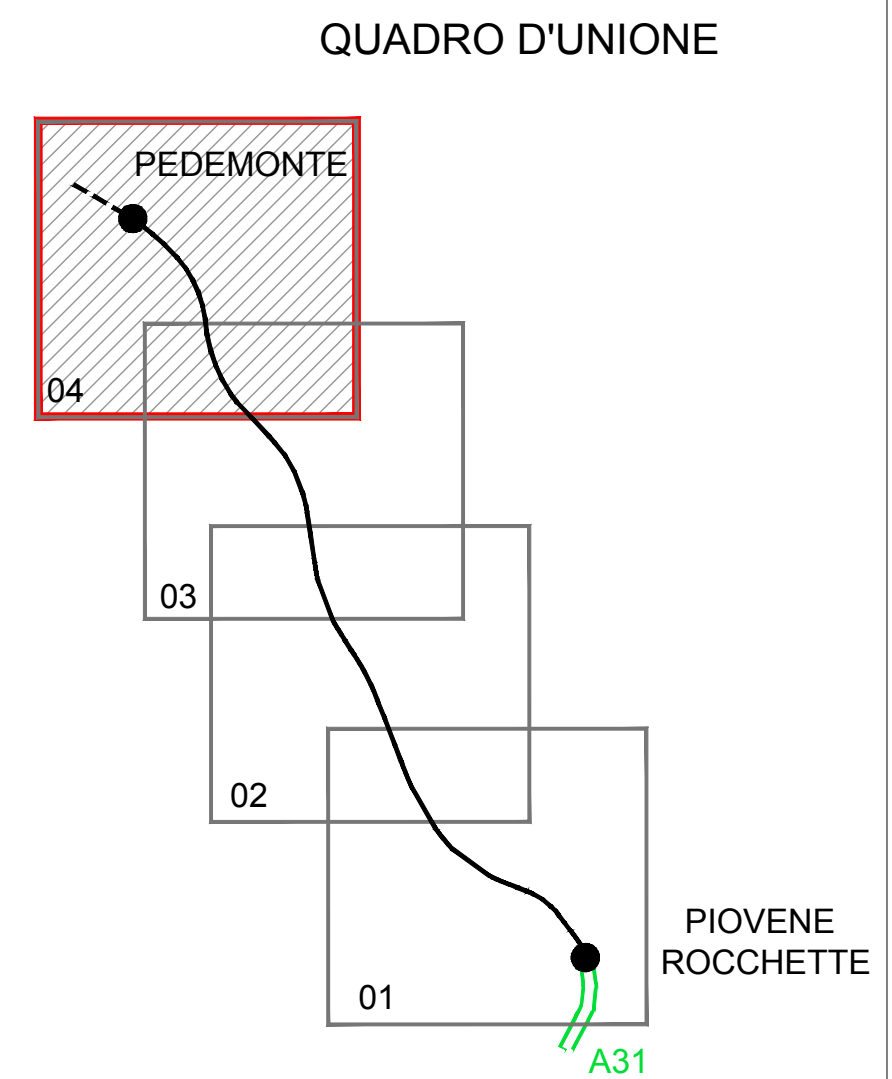 QUADRO D'UNIONE
PEDEMONTE
04
03
02
01
PIOVENE
ROCCHETTE
A31